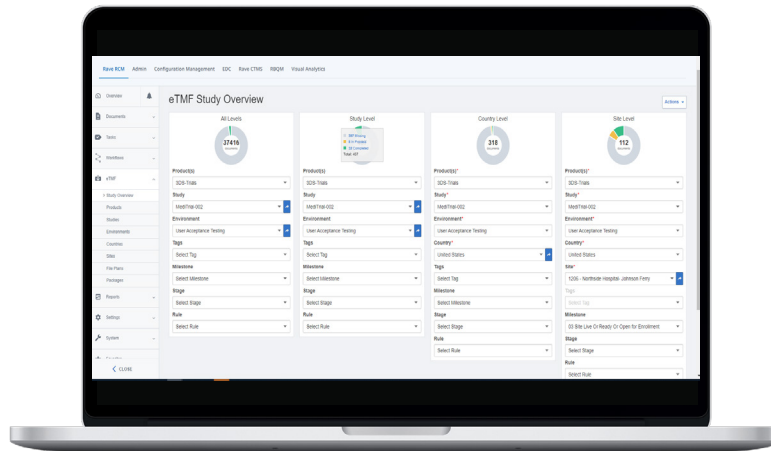 Rave RCM Admin Configuration Management EDC Rave CTMS RBQM Visual Analytics
Overview
Documents
Tasks
Workflows
eTMF
> Study Overview
Products
Studies
Environments
Countries
Sites
File Plans
Packages
Reports
Settings
System
CLOSE
eTMF Study Overview
Actions
All Levels
37416
Product(s)
SDS-Trials
Study
MediTrial-002
Environment
User Acceptance Testing
Tags
Select Tag
Milestone
Select Milestone
Stage
Select Stage
Rule
Select Rule
Study Level
Product(s)
SDS-Trials
Study
MediTrial-002
Environment
User Acceptance Testing
Tags
Select Tag
Milestone
Select Milestone
Stage
Select Stage
Rule
Select Rule
Country Level
318
Product(s)*
SDS-Trials
Study*
MediTrial-002
Environment*
User Acceptance Testing
Country*
United States
Tags
Select Tag
Milestone
Select Milestone
Stage
Select Stage
Rule
Select Rule
Site Level
112
Product(s)*
SDS-Trials
Study*
MediTrial-002
Environment*
User Acceptance Testing
Country*
United States
Site*
1206 - Northside Hospital- Johnson Ferry
Tags
Select Tag
Milestone
03 Site Live Or Ready Or Open for Enrollment
Stage
Select Stage
Rule
Select Rule